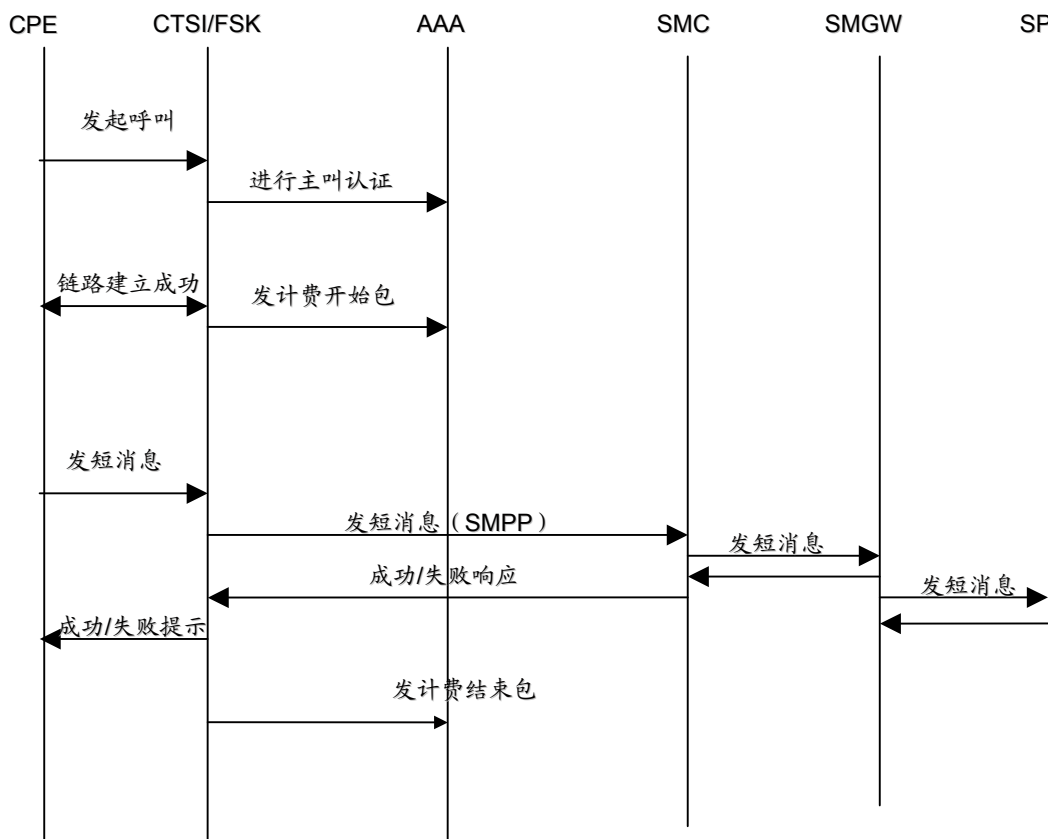 CPE CTSI/FSK AAA SMC SMGW SP
发起呼叫
进行主叫认证
链路建立成功
发计费开始包
发短消息
发短消息（SMPP）
发短消息
成功/失败响应
发短消息
成功/失败提示
发计费结束包